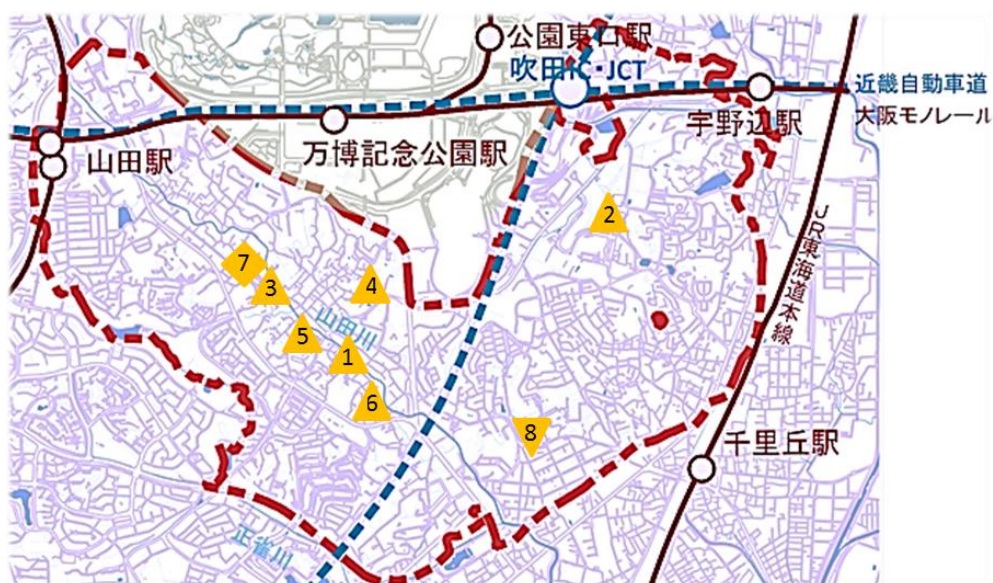 公園東口駅
吹田IC・JCT
近畿自動車道
大阪モノレール
宇野辺駅
万博記念公園駅
山田駅
2
7
3
4
山田川
5
1
6
8
JR東海道本線
千里丘駅
正雀川